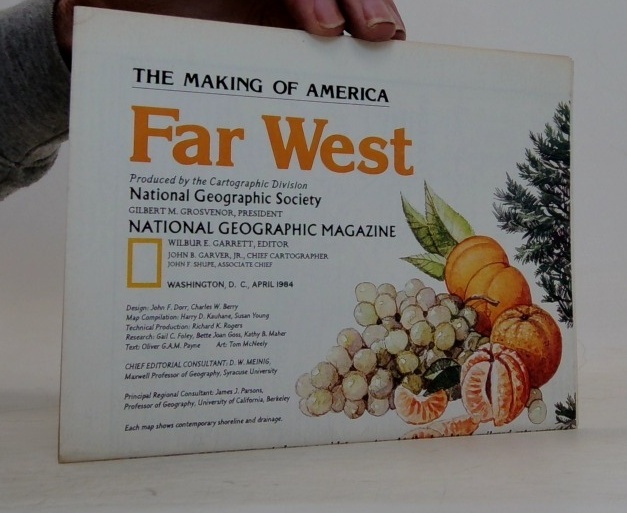 THE MAKING OF AMERICA
Far West
Produced by the Cartographic Division
National Geographic Society
GILBERT M. GROSVENOR, PRESIDENT
NATIONAL GEOGRAPHIC MAGAZINE
WILBUR E. GARRETT, EDITOR
JOHN B. GARVER, JR., CHIEF CARTOGRAPHER
JOHN F. SHUPE, ASSOCIATE CHIEF
WASHINGTON, D. C., APRIL 1984
Design: John F. Dorr, Charles W. Berry
Map Compilation: Harry D. Kauhane, Susan Young
Technical Production: Richard K. Rogers
Research: Gail C. Foley, Bette Joan Goss, Kathy B. Maher
Text: Oliver G.A.M. Payne Art: Tom McNeely
CHIEF EDITORIAL CONSULTANT: D. W. MEINIG,
Maxwell Professor of Geography, Syracuse University
Principal Regional Consultant: James J. Parsons,
Professor of Geography, University of California, Berkeley
Each map shows contemporary shoreline and drainage.